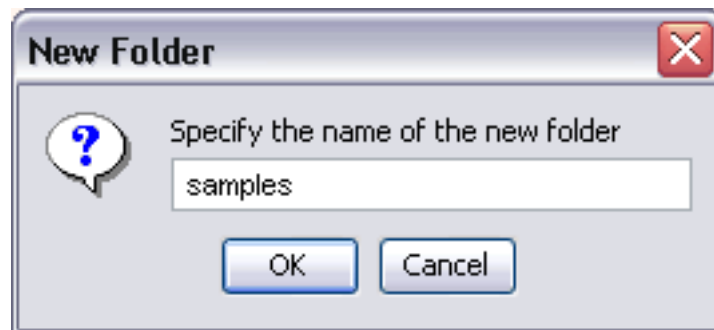 New Folder
Specify the name of the new folder
samples
OK Cancel